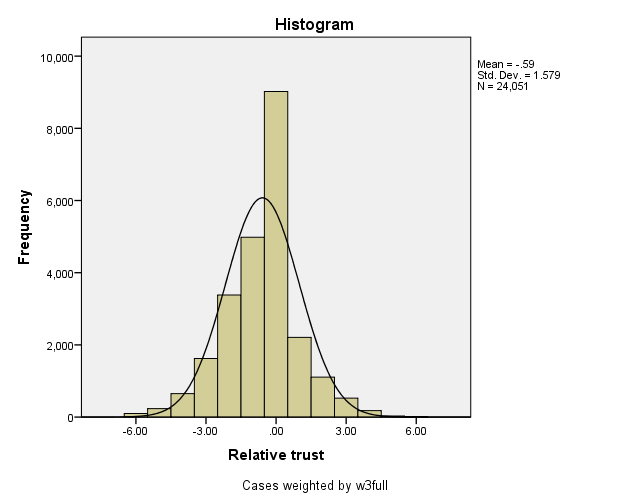 Histogram
Mean = -.59
Std. Dev. = 1.579
N = 24,051
10,000
8,000
6,000
4,000
2,000
0
Frequency
-6.00 -3.00 .00 3.00 6.00
Relative trust
Cases weighted by w3full